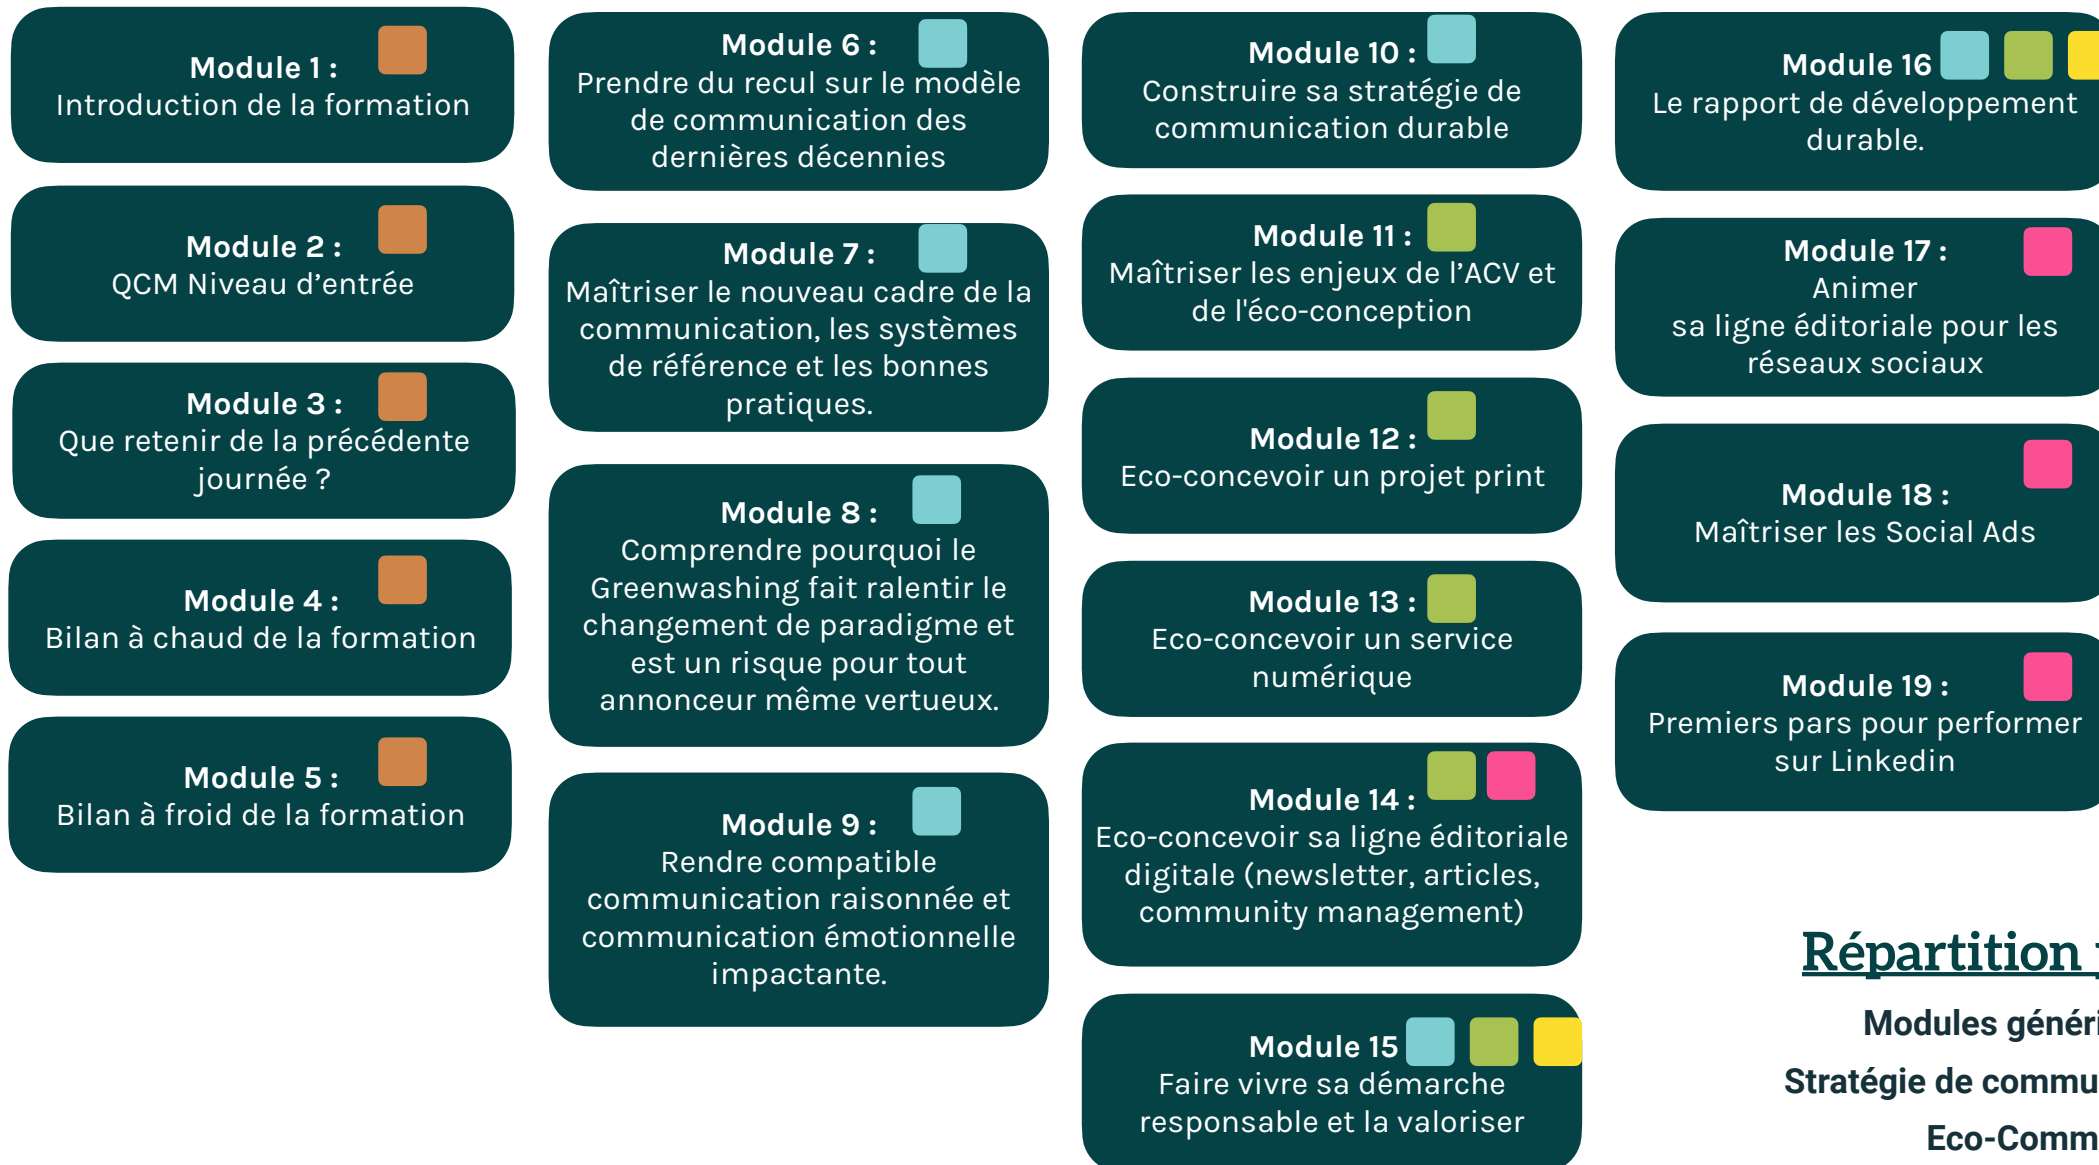 Module 1 :
Introduction de la formation
Module 2 :
QCM Niveau d’entrée
Module 3 :
Que retenir de la précédente
journée ?
Module 4 :
Bilan à chaud de la formation
Module 5 :
Bilan à froid de la formation
Module 6 :
Prendre du recul sur le modèle
de communication des
dernières décennies
Module 7 :
Maîtriser le nouveau cadre de la
communication, les systèmes
de référence et les bonnes
pratiques.
Module 8 :
Comprendre pourquoi le
Greenwashing fait ralentir le
changement de paradigme et
est un risque pour tout
annonceur même vertueux.
Module 9 :
Rendre compatible
communication raisonnée et
communication émotionnelle
impactante.
Module 10 :
Construire sa stratégie de
communication durable
Module 11 :
Maîtriser les enjeux de l’ACV et
de l'éco-conception
Module 12 :
Eco-concevoir un projet print
Module 13 :
Eco-concevoir un service
numérique
Module 14 :
Eco-concevoir sa ligne éditoriale
digitale (newsletter, articles,
community management)
Module 15
Faire vivre sa démarche
responsable et la valoriser
Module 16
Le rapport de développement
durable.
Module 17 :
Animer
sa ligne éditoriale pour les
réseaux sociaux
Module 18 :
Maîtriser les Social Ads
Module 19 :
Premiers pars pour performer
sur Linkedin
Répartition
Modules
Stratégie de